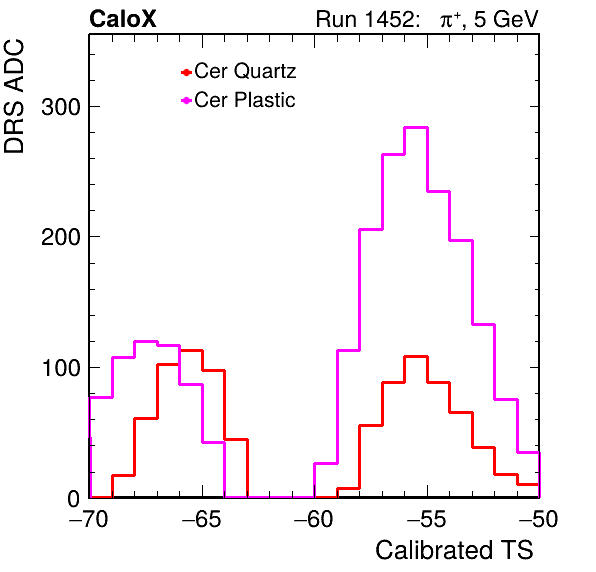 CaloX Run 1452: π⁺, 5 GeV
DRS ADC
Cer Quartz
Cer Plastic
300
200
100
0
−70 −65 −60 −55 −50
Calibrated TS